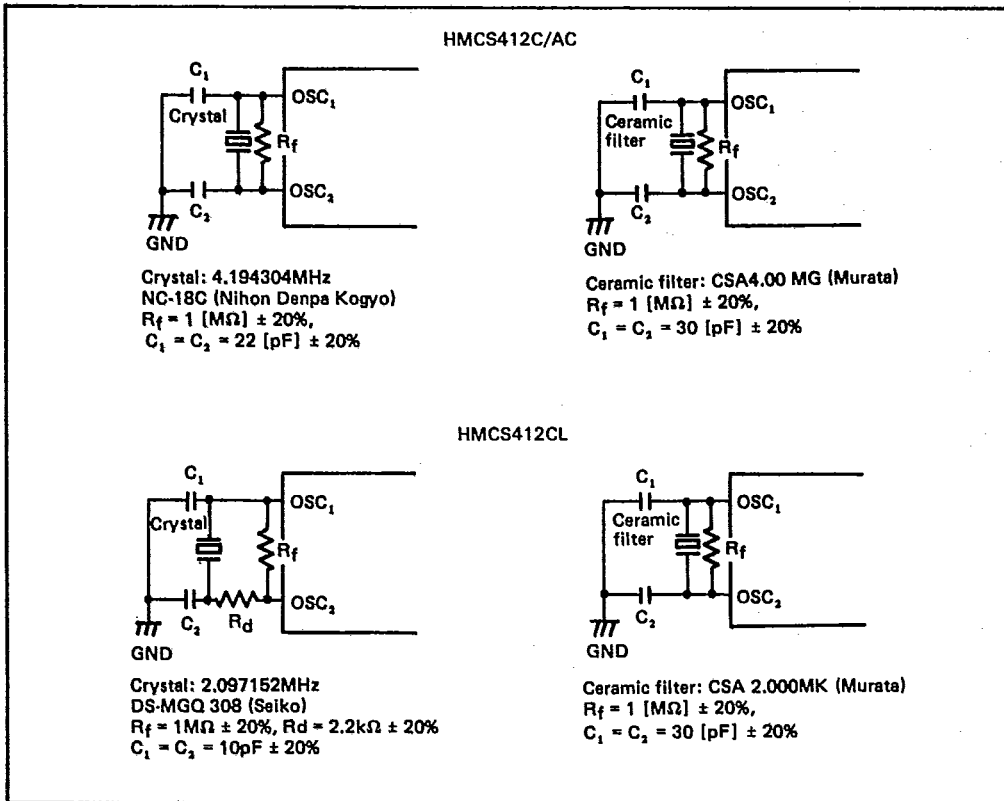 HMCS412C/AC
C₁
OSC₁
Crystal
Rf
OSC₂
C₂
GND
Crystal: 4.194304MHz
NC-18C (Nihon Denpa Kogyo)
Rf = 1 [MΩ] ± 20%,
C₁ = C₂ = 22 [pF] ± 20%
C₁
OSC₁
Ceramic
filter
Rf
OSC₂
C₂
GND
Ceramic filter: CSA4.00 MG (Murata)
Rf = 1 [MΩ] ± 20%,
C₁ = C₂ = 30 [pF] ± 20%
HMCS412CL
C₁
OSC₁
Crystal
Rf
OSC₂
C₂
Rd
GND
Crystal: 2.097152MHz
DS-MGQ 308 (Seiko)
Rf = 1MΩ ± 20%, Rd = 2.2kΩ ± 20%
C₁ = C₂ = 10pF ± 20%
C₁
OSC₁
Ceramic
filter
Rf
OSC₂
C₂
GND
Ceramic filter: CSA 2.000MK (Murata)
Rf = 1 [MΩ] ± 20%,
C₁ = C₂ = 30 [pF] ± 20%